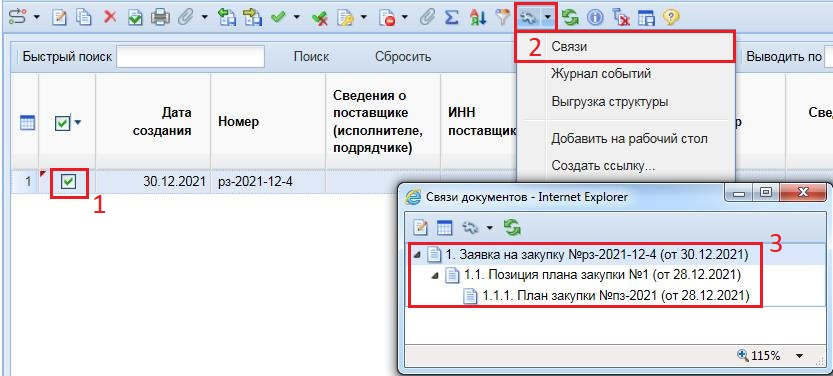 2
Связи
Быстрый поиск
Поиск
Сбросить
Выводить по
Журнал событий
Выгрузка структуры
Дата
создания
Номер
Сведения о
поставщике
(исполнителе,
подрядчике)
ИНН
поставщик
р
Све
Добавить на рабочий стол
Создать ссылку...
1 30.12.2021 рз-2021-12-4
1
Связи документов - Internet Explorer
3
1. Заявка на закупку №рз-2021-12-4 (от 30.12.2021)
1.1. Позиция плана закупки №1 (от 28.12.2021)
1.1.1. План закупки №пз-2021 (от 28.12.2021)
115%